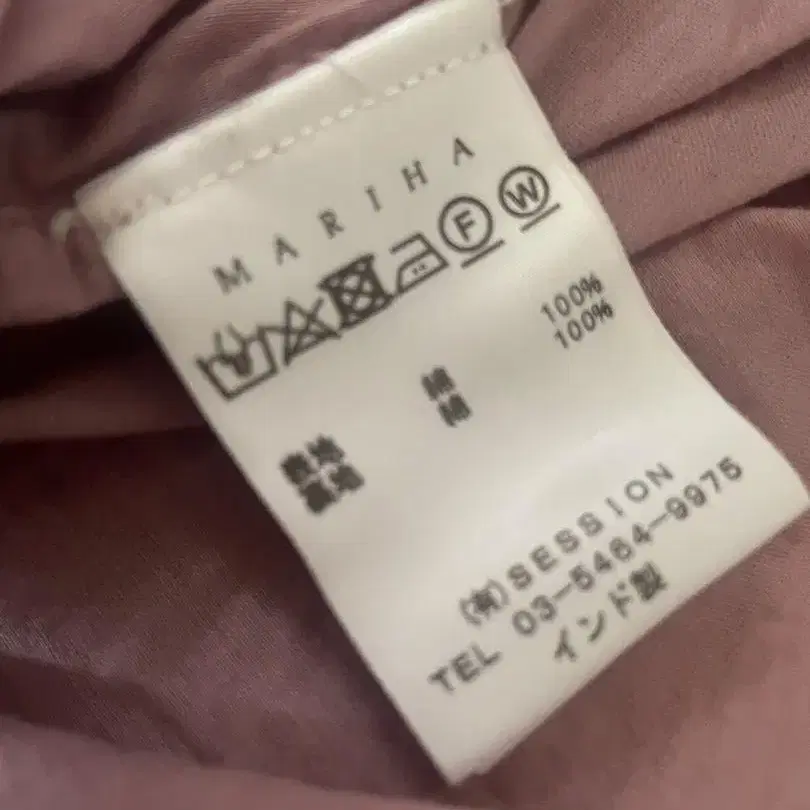 MARIHA
F W
表地 綿 100%
裏地 綿 100%
(有)SESSION
TEL 03-5464-9975
インド製